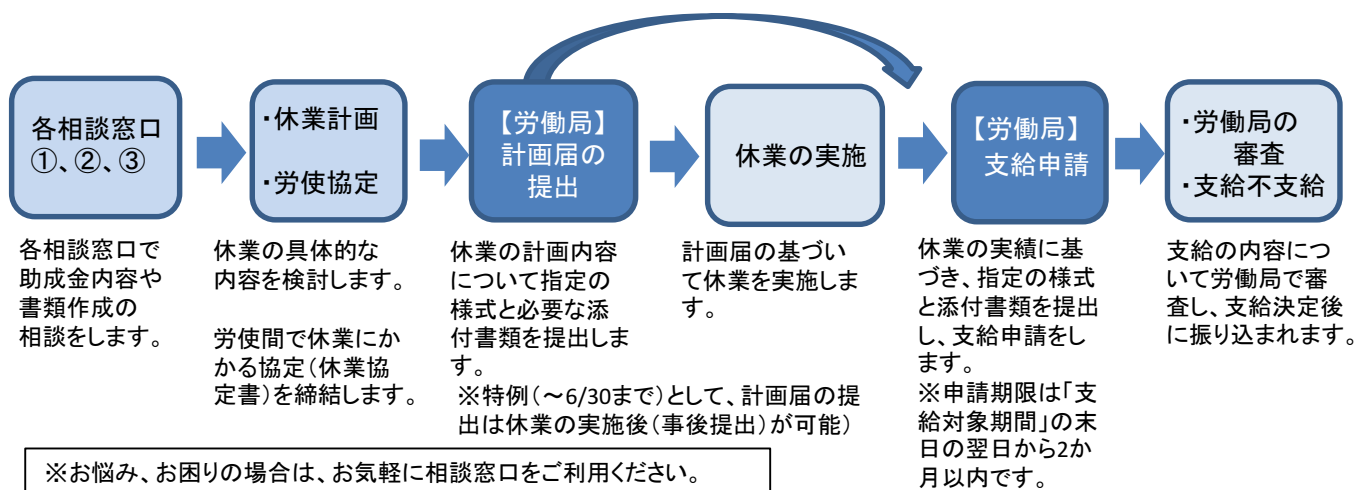 各相談窓口
①、②、③
・休業計画
・労使協定
【労働局】
計画届の
提出
休業の実施
【労働局】
支給申請
・労働局の
審査
・支給不支給
各相談窓口で
助成金内容や
書類作成の
相談をします。
休業の具体的な
内容を検討します。
労使間で休業にか
かる協定(休業協
定書)を締結します。
休業の計画内容
について指定の
様式と必要な添
付書類を提出しま
す。
※特例(～6/30まで)として、計画届の提
出は休業の実施後(事後提出)が可能)
計画届の基づい
て休業を実施しま
す。
休業の実績に基
づき、指定の様式
と添付書類を提出
し、支給申請をし
ます。
※申請期限は「支
給対象期間」の末
日の翌日から2か
月以内です。
支給の内容につ
いて労働局で審
査し、支給決定後
に振り込まれます。
※お悩み、お困りの場合は、お気軽に相談窓口をご利用ください。